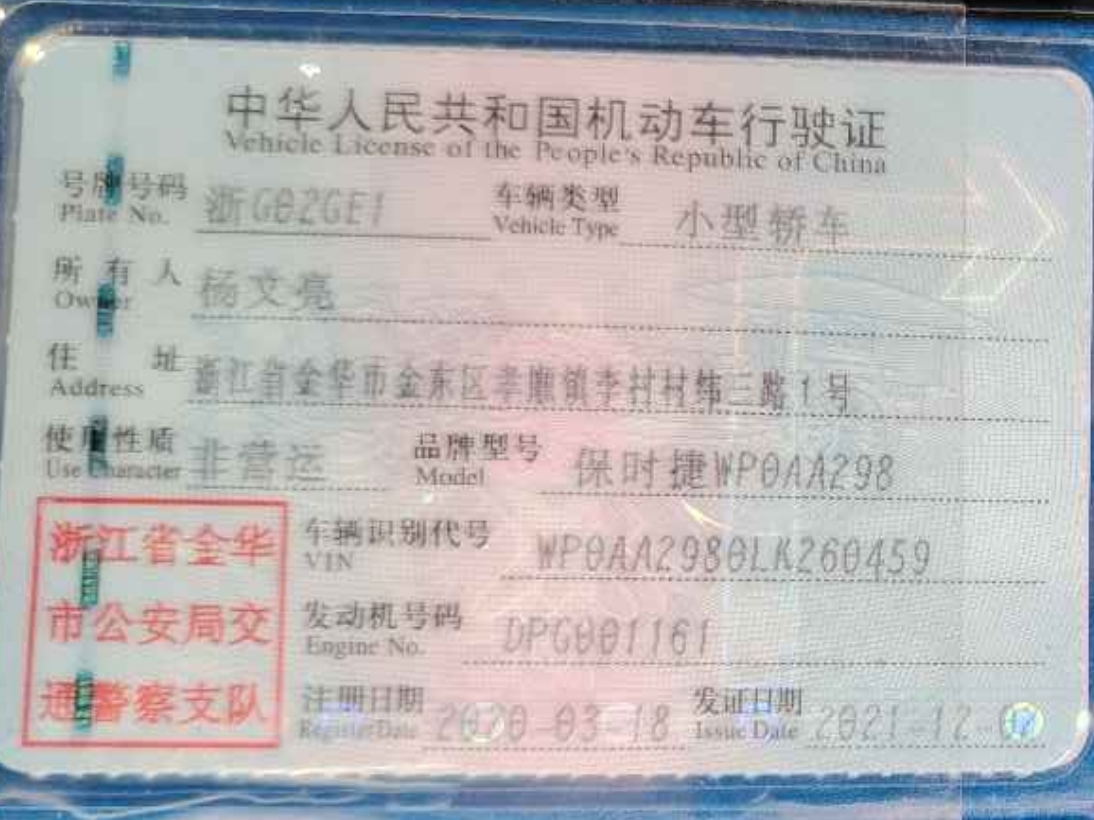 中华人民共和国机动车行驶证
Vehicle License of the People's Republic of China
号牌号码 浙G02GE1 车辆类型 小型轿车
Plate No. Vehicle Type
所有人 杨文亮
Owner
住址 浙江省金华市金东区孝顺镇李村村纬三路1号
Address
使用性质 非营运 品牌型号 保时捷WP0AA298
Use Character Model
浙江省金华
市公安局交
通警察支队
车辆识别代号 WP0AA2980LK260459
VIN
发动机号码 DPG001161
Engine No.
注册日期 2020-03-18 发证日期 2021-12-
Register Date Issue Date